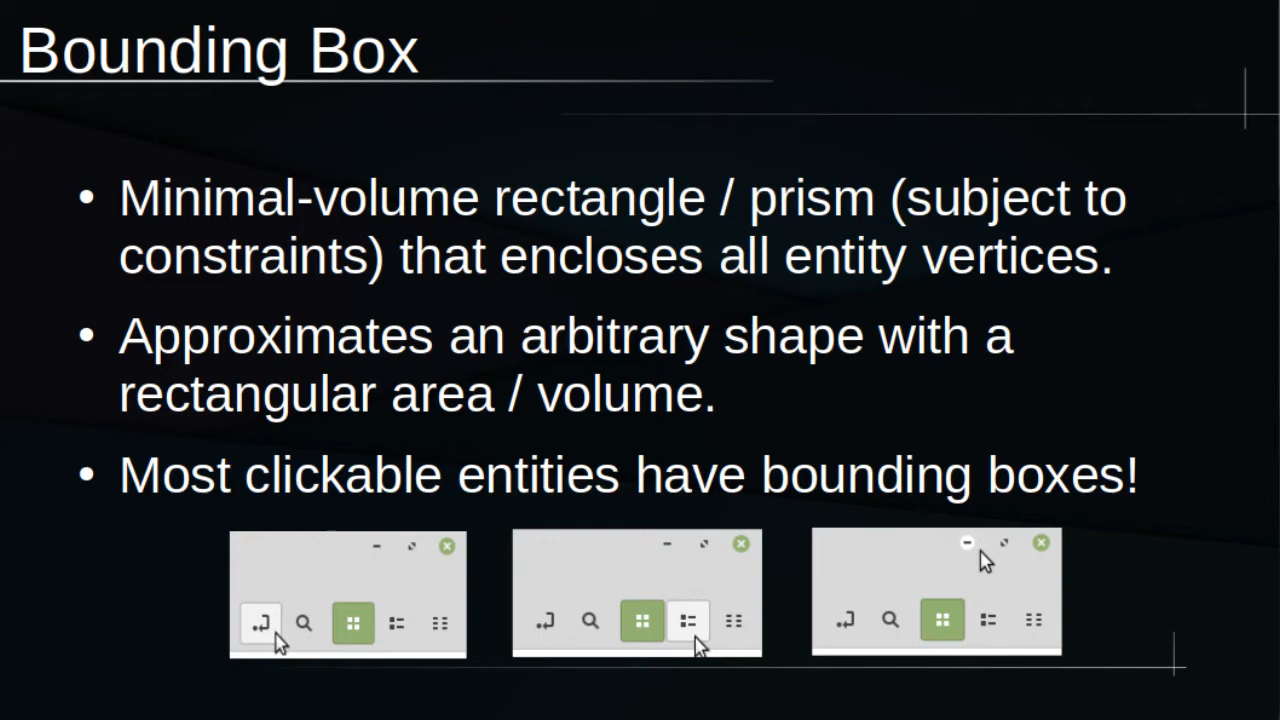 Bounding Box
• Minimal-volume rectangle / prism (subject to
constraints) that encloses all entity vertices.
• Approximates an arbitrary shape with a
rectangular area / volume.
• Most clickable entities have bounding boxes!